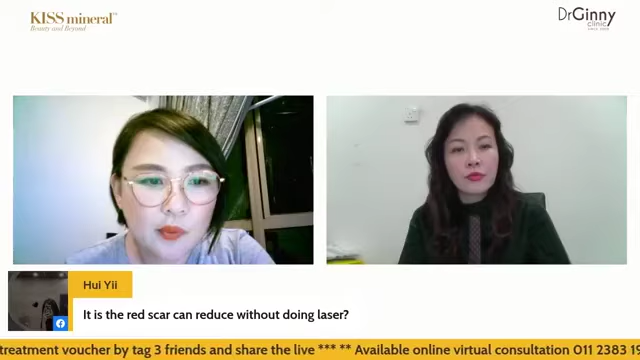 KISS mineral™
Beauty and Beyond
DrGinny
clinic
Hui Yii
It is the red scar can reduce without doing laser?
treatment voucher by tag 3 friends and share the live *** ** Available online virtual consultation 011 2383 19